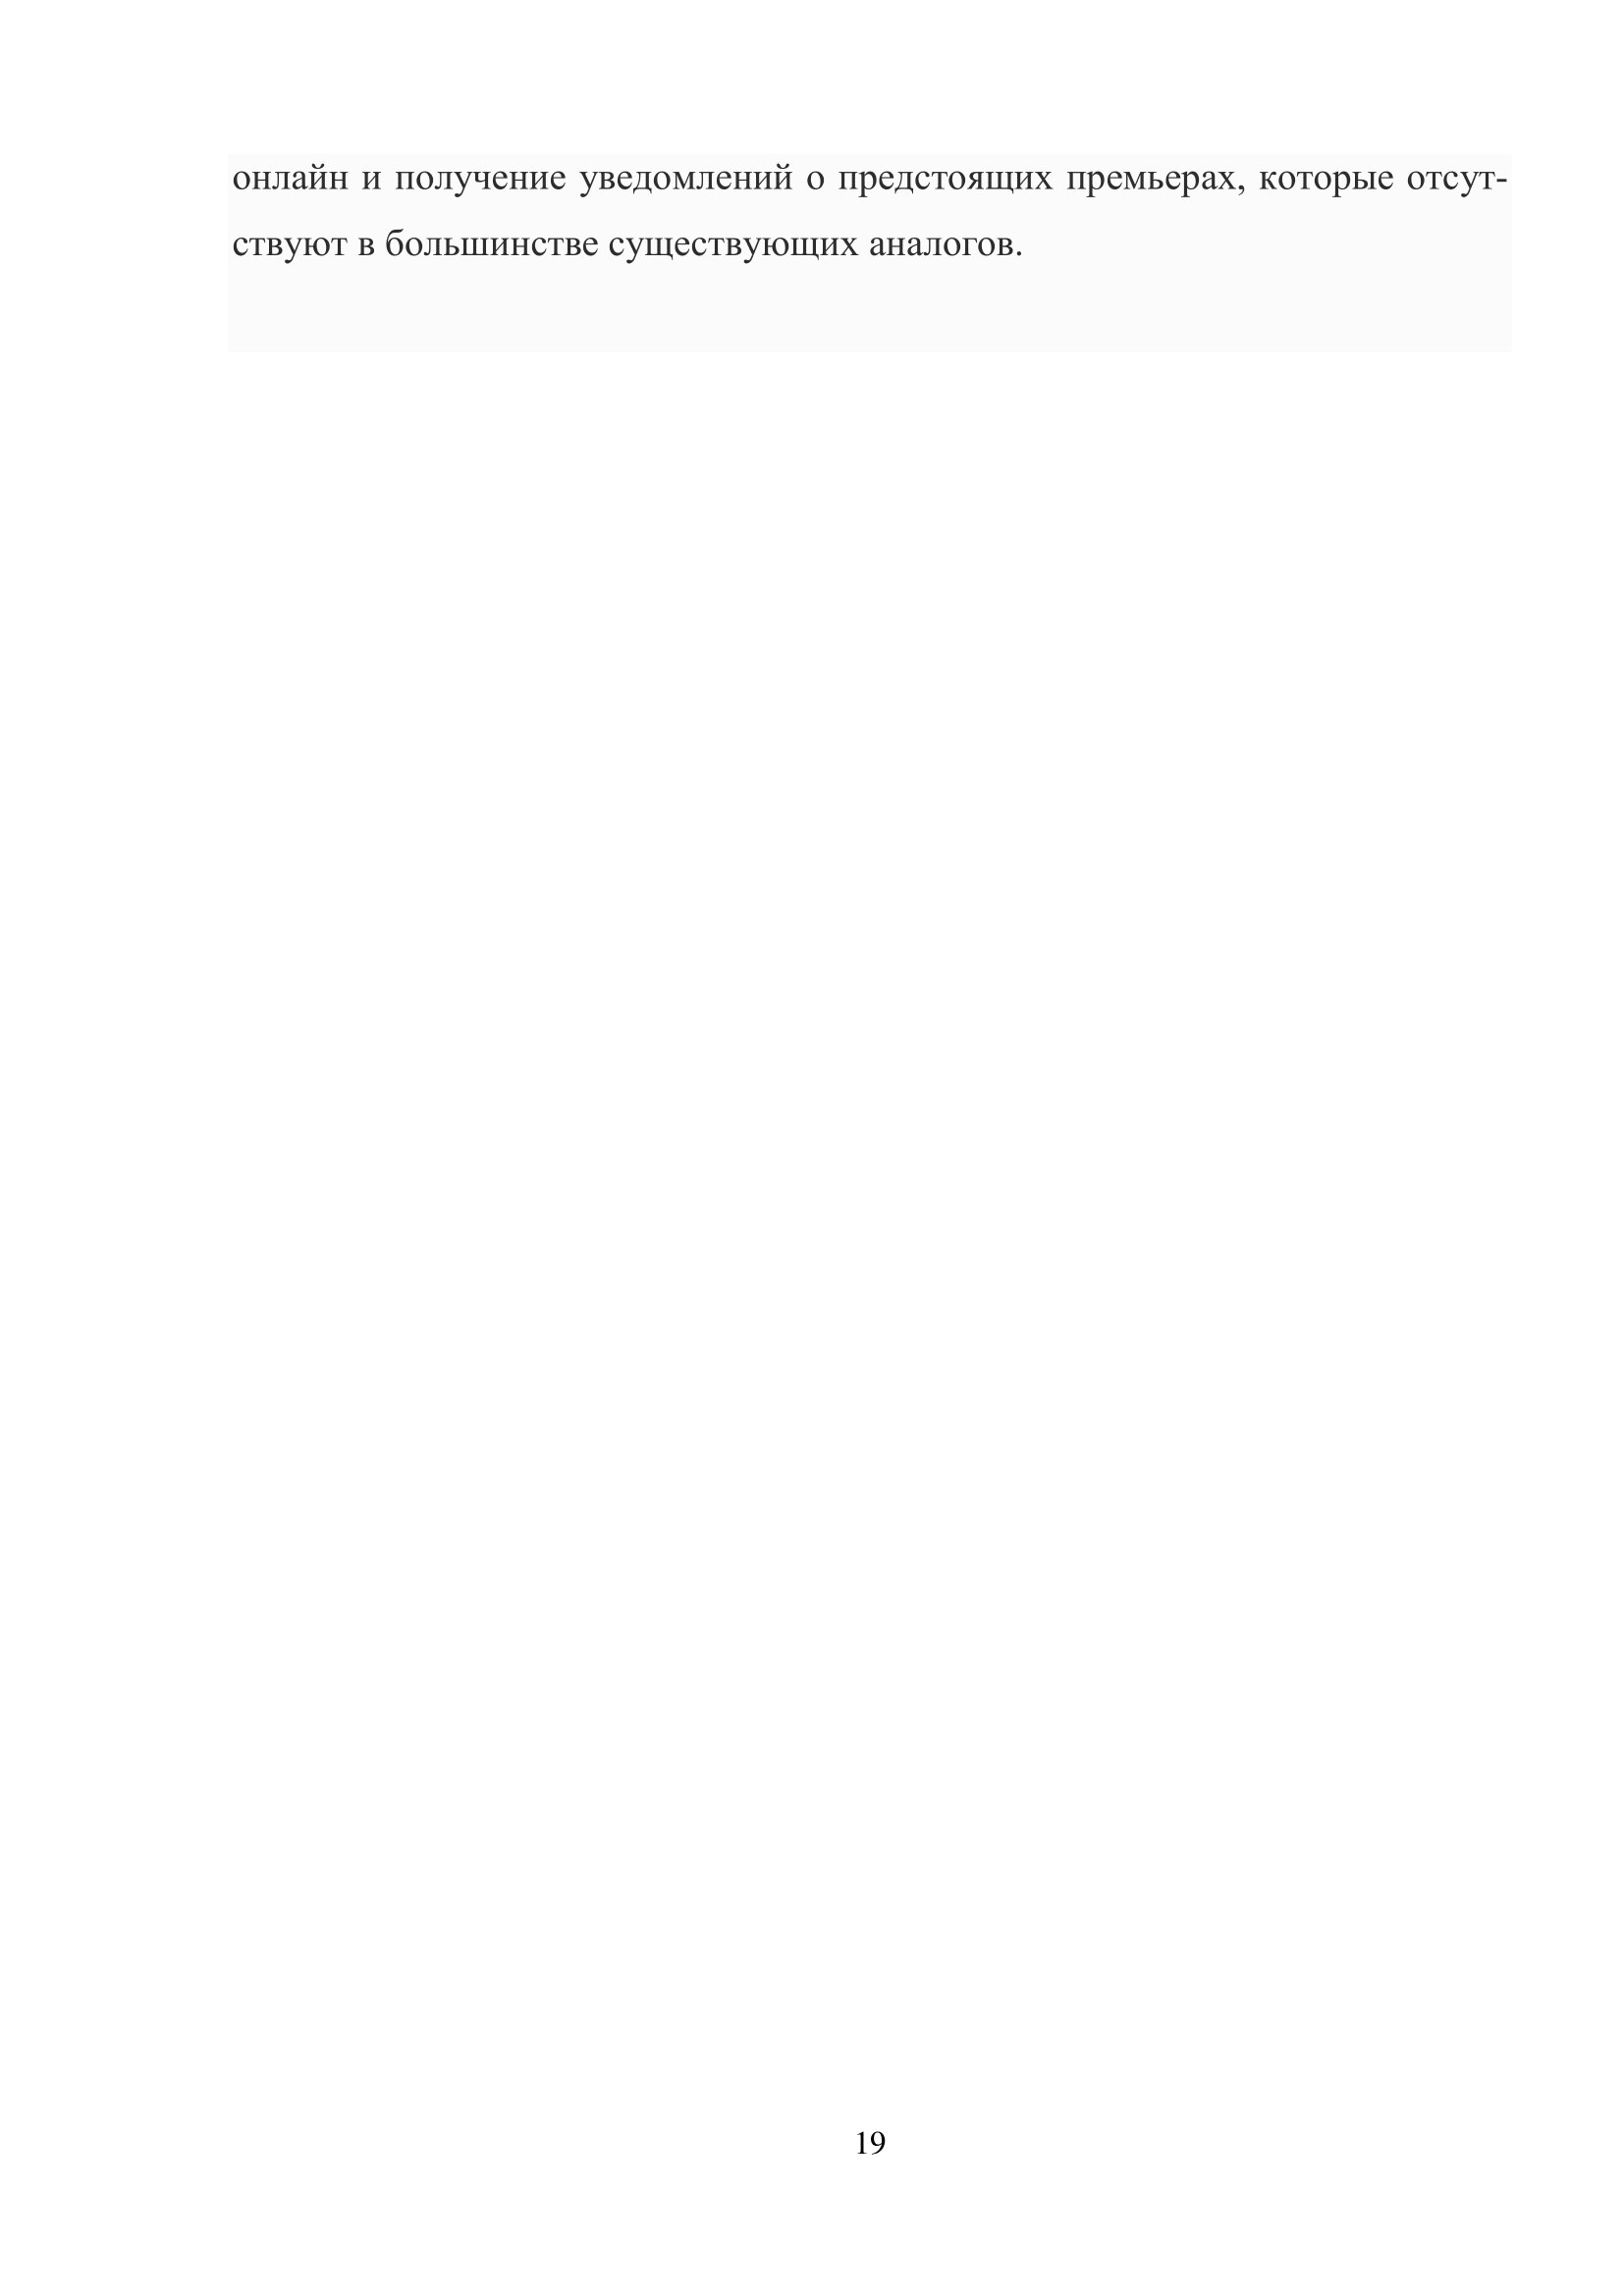 онлайн и получение уведомлений о предстоящих премьерах, которые отсут-
ствуют в большинстве существующих аналогов.
19